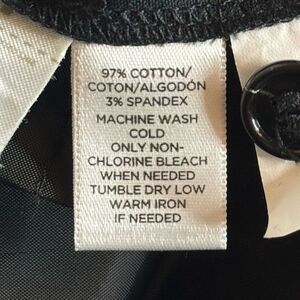 97% COTTON/
COTON/ALGODÓN
3% SPANDEX
MACHINE WASH
COLD
ONLY NON-
CHLORINE BLEACH
WHEN NEEDED
TUMBLE DRY LOW
WARM IRON
IF NEEDED